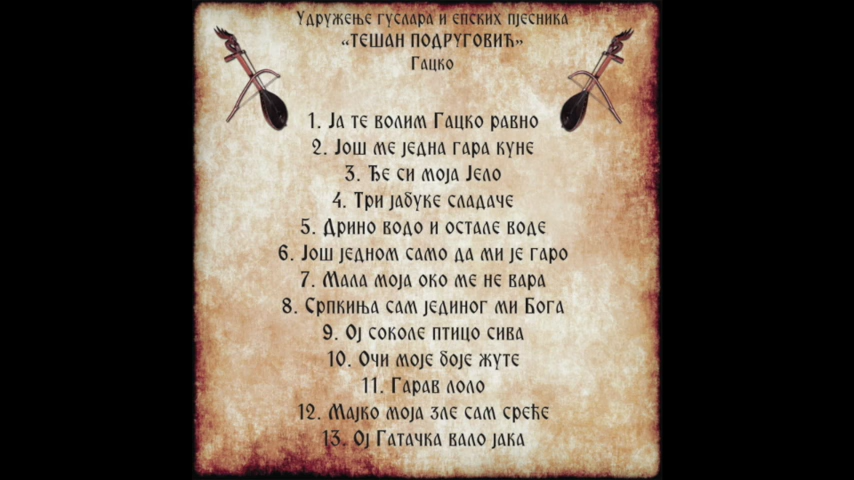 Удружење гуслара и епских пјесника
«ТЕШАН ПОДРУГОВИЋ»
Гацко
1. Ја те волим Гацко равно
2. Још ме једна гара куне
3. Ђе си моја Јело
4. Три јабуке сладаче
5. Дрино водо и остале воде
6. Још једном само да ми је гаро
7. Мала моја око ме не вара
8. Српкиња сам јединог ми Бога
9. Ој соколе птицо сива
10. Очи моје боје жуте
11. Гарав лоло
12. Мајко моја зле сам среће
13. Ој Гатачка вало јака